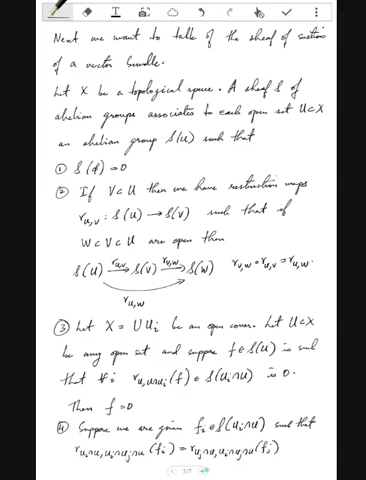 Next we want to talk of the sheaf of sections
of a vector bundle.
Let X be a topological space. A sheaf S of
abelian groups associates to each open set U⊂X
an abelian group S(U) such that
① S(ϕ)=0
② If V⊂U then we have restriction maps
r_{U,V} : S(U) → S(V) such that if
W⊂V⊂U are open then
S(U) →^{r_{U,V}} S(V) →^{r_{V,W}} S(W) r_{V,W} ∘ r_{U,V} = r_{U,W}.
r_{U,W}
③ Let X = ∪U_i be an open cover. Let U⊂X
be any open set and suppose f∈S(U) is such
that ∀i r_{U,U∩U_i}(f) ∈ S(U_i∩U) is 0.
Then f=0
④ Suppose we are given f_i∈S(U_i∩U) such that
r_{U_i∩U,U_i∩U_j∩U}(f_i) = r_{U_j∩U,U_i∩U_j∩U}(f_j)
7/7